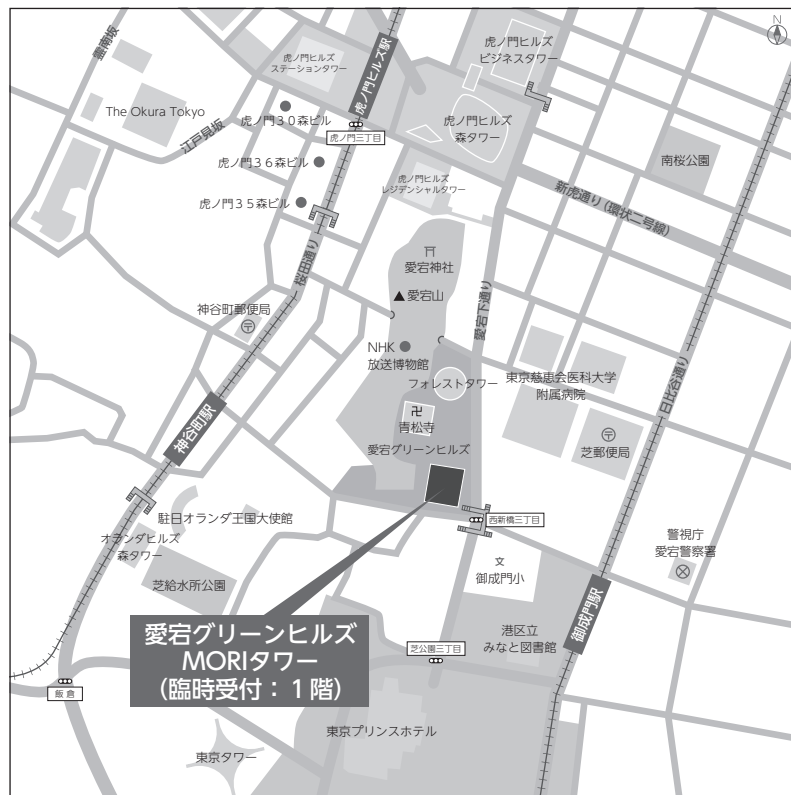 N
霊南坂
虎ノ門ヒルズ
ステーションタワー
虎ノ門ヒルズ駅
虎ノ門ヒルズ
ビジネスタワー
The Okura Tokyo
江戸見坂
虎ノ門30森ビル
虎ノ門三丁目
虎ノ門ヒルズ
森タワー
南桜公園
虎ノ門36森ビル
虎ノ門ヒルズ
レジデンシャルタワー
虎ノ門35森ビル
新虎通り(環状二号線)
桜田通り
愛宕神社
愛宕山
愛宕下通り
神谷町郵便局
NHK
放送博物館
フォレストタワー
東京慈恵会医科大学
附属病院
日比谷通り
卍
青松寺
芝郵便局
神谷町駅
愛宕グリーンヒルズ
駐日オランダ王国大使館
西新橋三丁目
オランダヒルズ
森タワー
警視庁
愛宕警察署
文
御成門小
芝給水所公園
御成門駅
愛宕グリーンヒルズ
MORIタワー
(臨時受付:1階)
港区立
みなと図書館
芝公園三丁目
飯倉
東京プリンスホテル
東京タワー